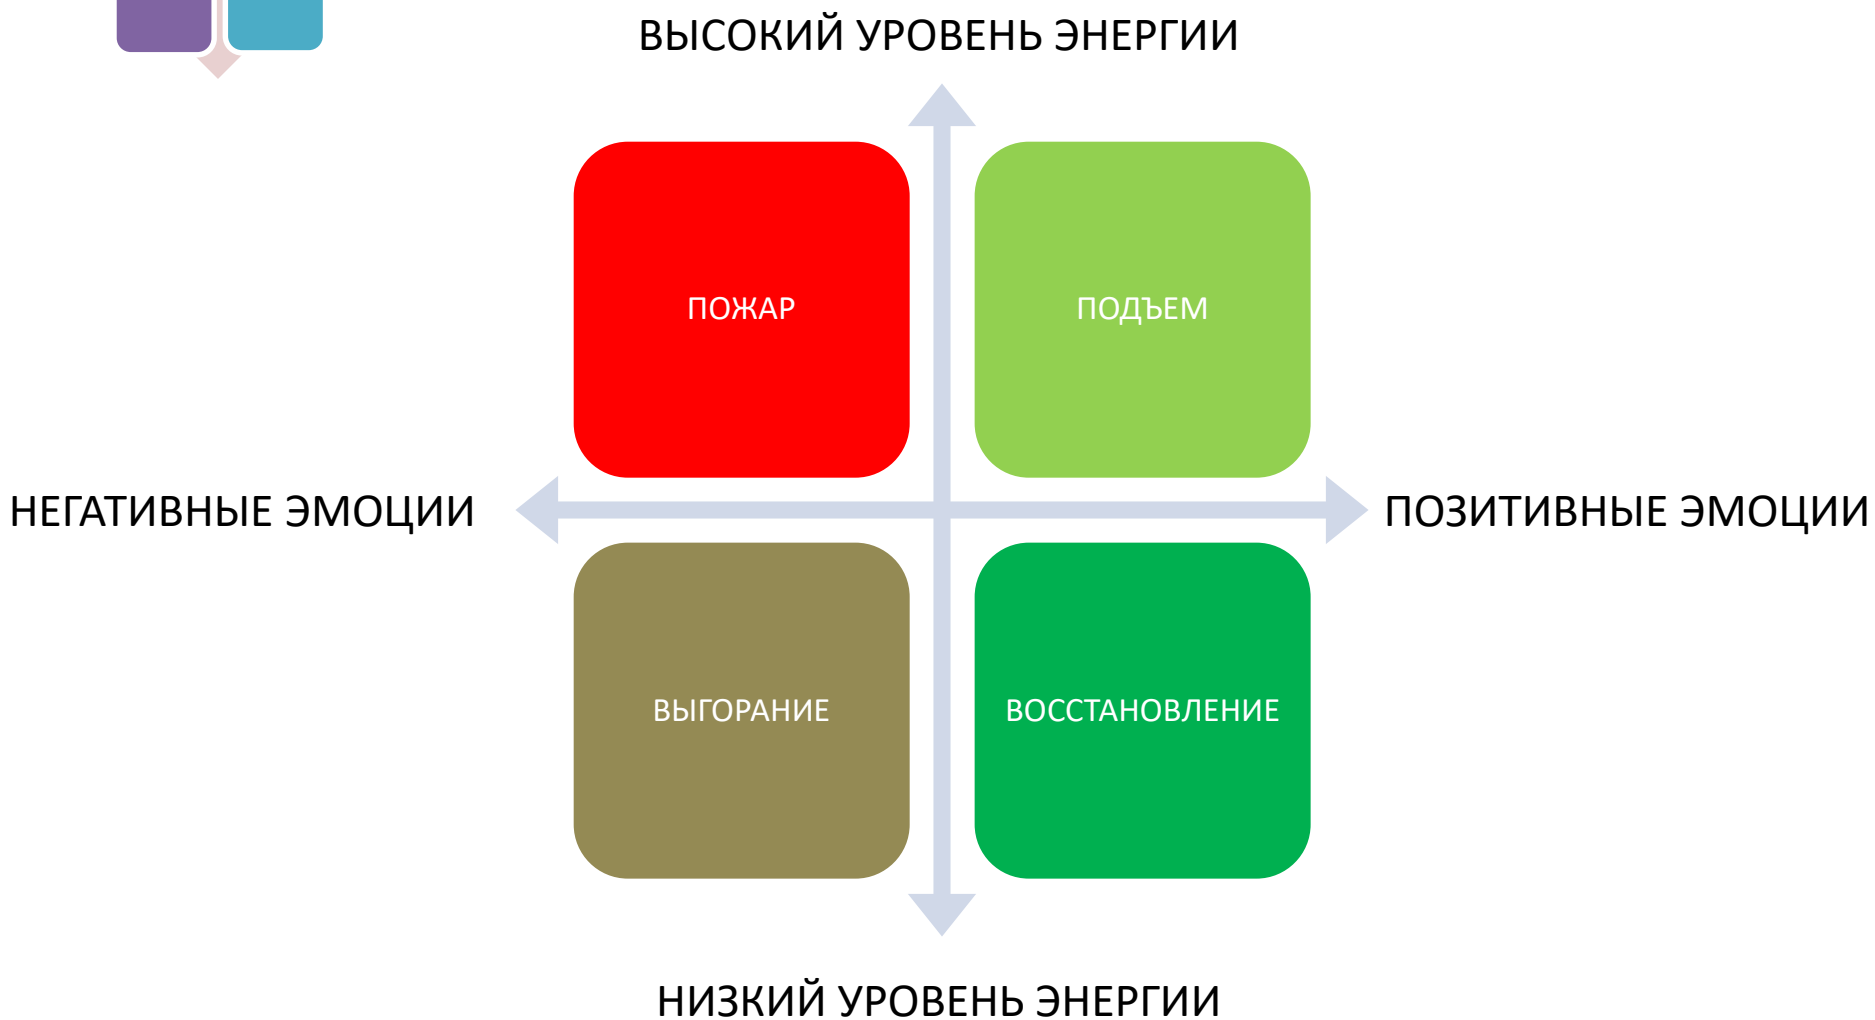 ВЫСОКИЙ УРОВЕНЬ ЭНЕРГИИ
ПОЖАР
ПОДЪЕМ
НЕГАТИВНЫЕ ЭМОЦИИ
ПОЗИТИВНЫЕ ЭМОЦИИ
ВЫГОРАНИЕ
ВОССТАНОВЛЕНИЕ
НИЗКИЙ УРОВЕНЬ ЭНЕРГИИ